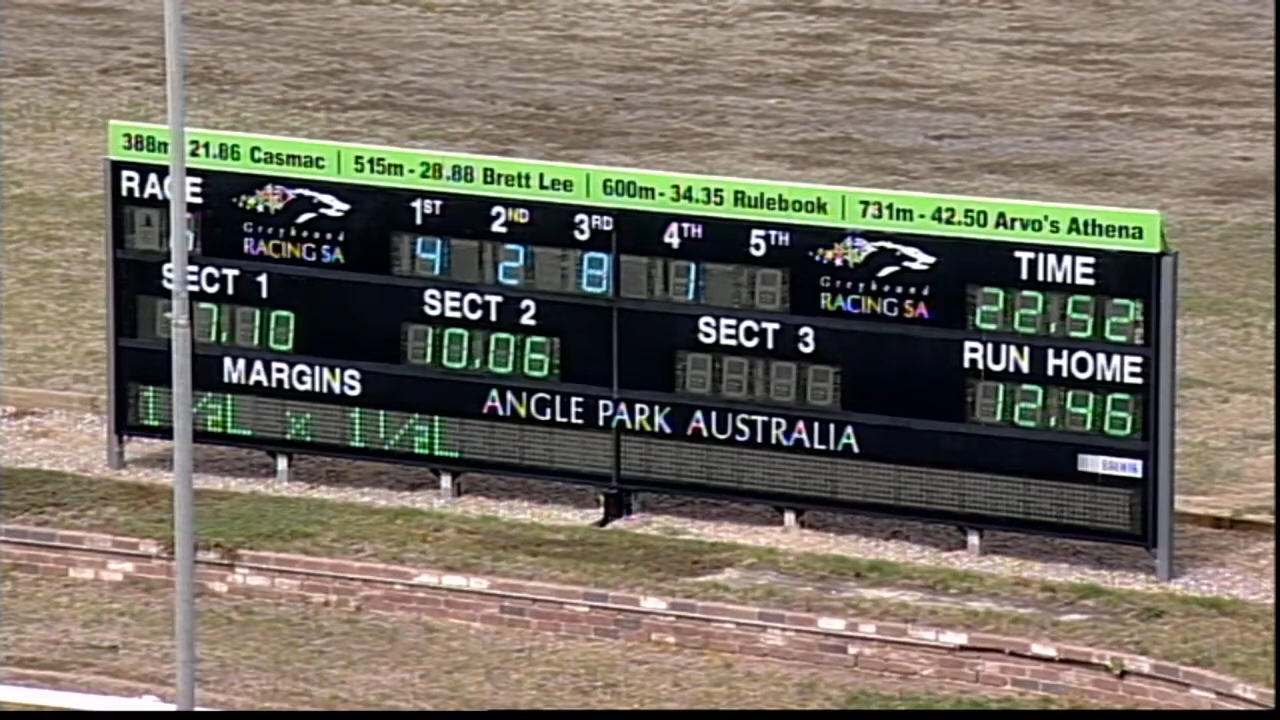 388m - 21.86 Casmac | 515m - 28.88 Brett Lee | 600m - 34.35 Rulebook | 731m - 42.50 Arvo's Athena
RACE
Greyhound
RACING SA
1ST 2ND 3RD 4TH 5TH
4 2 8 1
Greyhound
RACING SA
TIME
22.52
SECT 1
7.10
SECT 2
10.06
SECT 3
RUN HOME
12.46
MARGINS
ANGLE PARK AUSTRALIA
1 1/2L x 1 1/2L